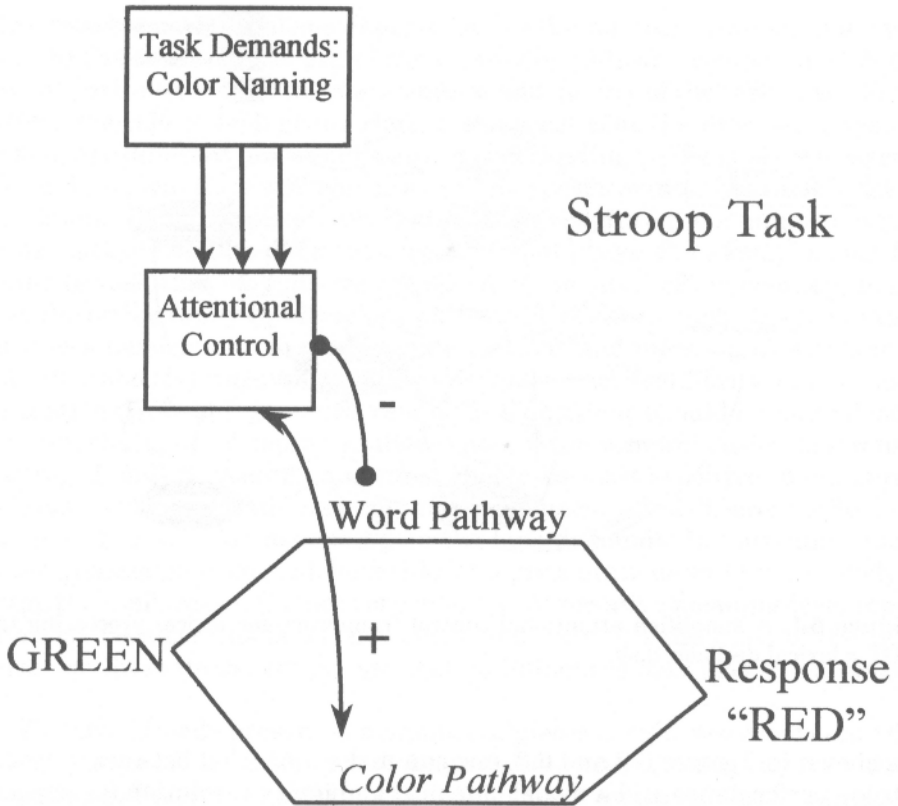 Task Demands:
Color Naming
Stroop Task
Attentional
Control
-
Word Pathway
+
GREEN
Response
“RED”
Color Pathway